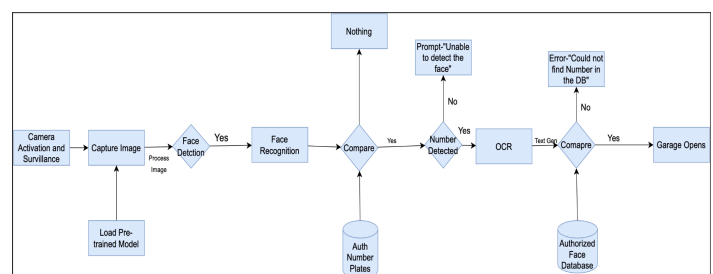 Nothing
Prompt-"Unable
to detect the
face"
Error-"Could not
find Number in
the DB"
No
No
Camera
Activation and
Survillance
Capture Image
Process
Image
Face
Detction
Yes
Face
Recognition
Compare
Yes
Number
Detected
Yes
OCR
Text Gen
Comapre
Yes
Garage Opens
Load Pre-
trained Model
Auth
Number
Plates
Authorized
Face
Database